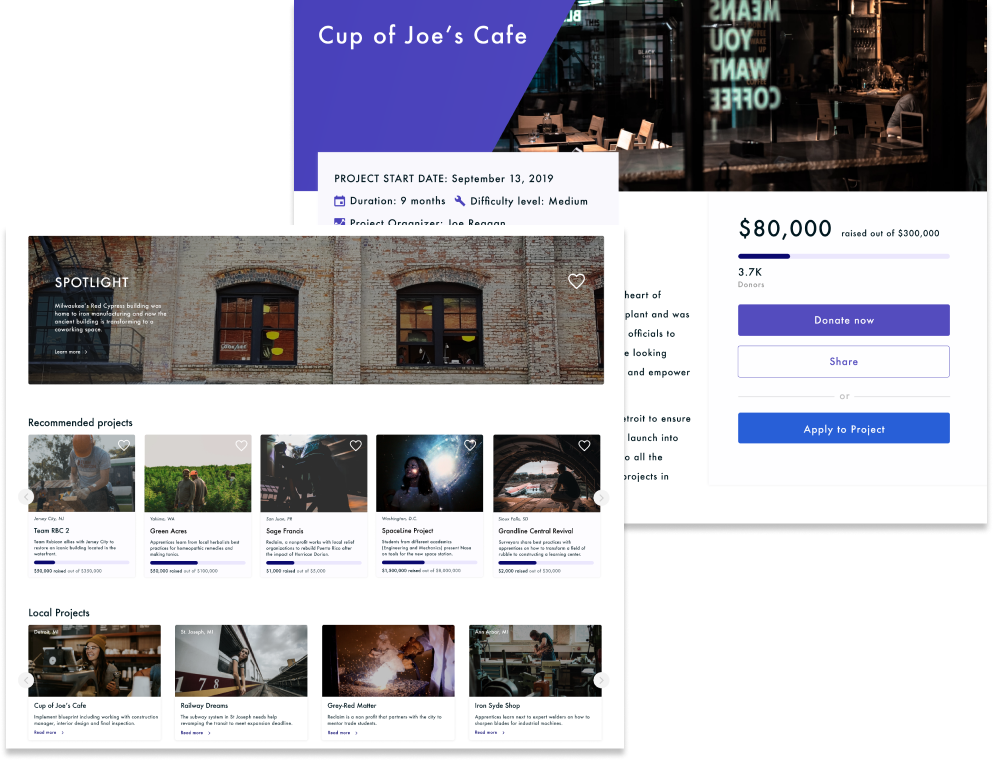 Cup of Joe's Cafe
MEANS
YOU
WANT
COFFEE
PROJECT START DATE: September 13, 2019
Duration: 9 months
Difficulty level: Medium
Project Organizer: Joe Reagan
heart of
plant and was
officials to
e looking
and empower
etroit to ensure
launch into
o all the
projects in
$80,000 raised out of $300,000
3.7K
Donors
Donate now
Share
or
Apply to Project
SPOTLIGHT
Milwaukee's Red Cypress building was
home to iron manufacturing and now the
ancient building is transforming to a
coworking space.
Learn more
Recommended projects
Jersey City, NJ
Team RBC 2
Team Robison allies with Jersey City to
restore an iconic building located in the
waterfront.
$50,000 raised out of $200,000
Yakima, WA
Green Acres
Apprentices learn from local herbalist best
practices for homeopathic remedies and
making tonics.
$50,000 raised out of $100,000
San Juan, PR
Sage Francis
Reclaim, a nonprofit works with local relief
organizations to rebuild Puerto Rico after
the impact of Hurricae Dorian.
$1,000 raised out of $5,000
Washington, D.C.
SpaceLine Project
Students from different academics
(Engineering and Mechanics) present Nasa
on tools for the new space station.
$1,500,000 raised out of $8,000,000
Sioux Falls, SD
Grandline Central Revival
Surveyors share best practices with
apprentices on how to transform a field of
rubble to constructing a learning center.
$2,000 raised out of $50,000
Local Projects
Detroit, MI
Cup of Joe's Cafe
Implement blueprint including working with construction
manager, interior design and final inspection.
Read more
St. Joseph, MI
1 7 8
Railway Dreams
The subway system in St Joseph needs help
revamping the transit to meet expansion deadline.
Read more
Grey-Red Matter
Reclaim is a non profit that partners with the city to
mentor trade students.
Read more
Ann Arbor, MI
Iron Syde Shop
Apprentices learn next to expert welders on how to
sharpen blades for industrial machines.
Read more